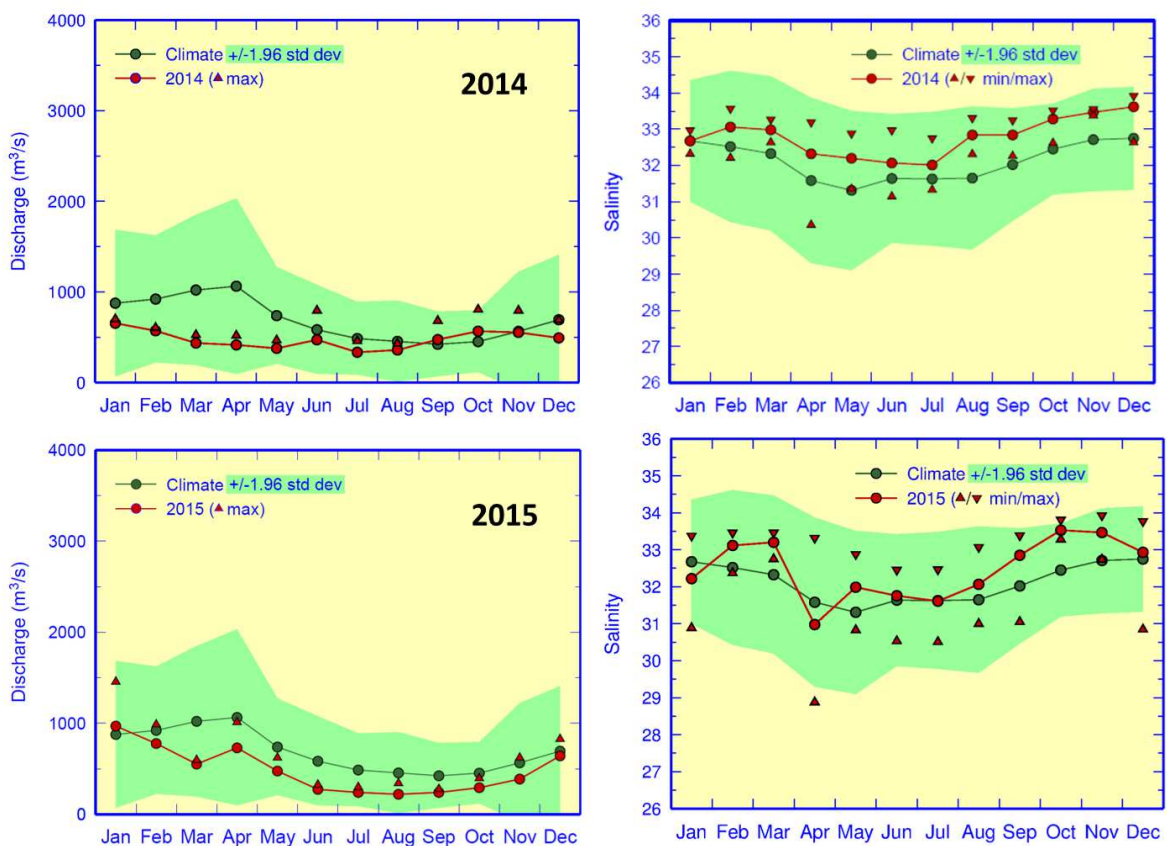 4000
3000
2000
1000
0
Discharge (m³/s)
Climate +/-1.96 std dev
2014 (▲ max)
2014
Jan Feb Mar Apr May Jun Jul Aug Sep Oct Nov Dec
36
35
34
33
32
31
30
29
28
27
26
Salinity
Climate +/-1.96 std dev
2014 (▲/▼ min/max)
Jan Feb Mar Apr May Jun Jul Aug Sep Oct Nov Dec
4000
3000
2000
1000
0
Discharge (m³/s)
Climate +/-1.96 std dev
2015 (▲ max)
2015
Jan Feb Mar Apr May Jun Jul Aug Sep Oct Nov Dec
36
35
34
33
32
31
30
29
28
27
26
Salinity
Climate +/-1.96 std dev
2015 (▲/▼ min/max)
Jan Feb Mar Apr May Jun Jul Aug Sep Oct Nov Dec